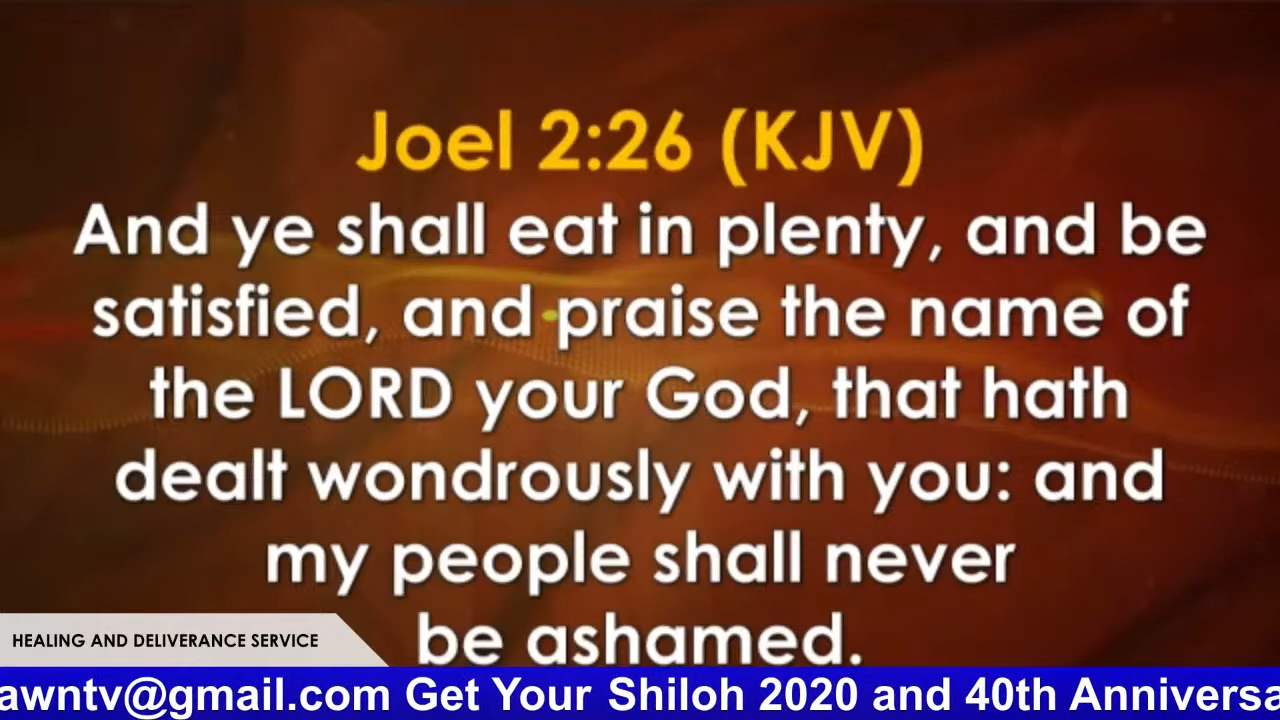 Joel 2:26 (KJV)
And ye shall eat in plenty, and be
satisfied, and praise the name of
the LORD your God, that hath
dealt wondrously with you: and
my people shall never
be ashamed.
HEALING AND DELIVERANCE SERVICE
awntv@gmail.com Get Your Shiloh 2020 and 40th Anniversa